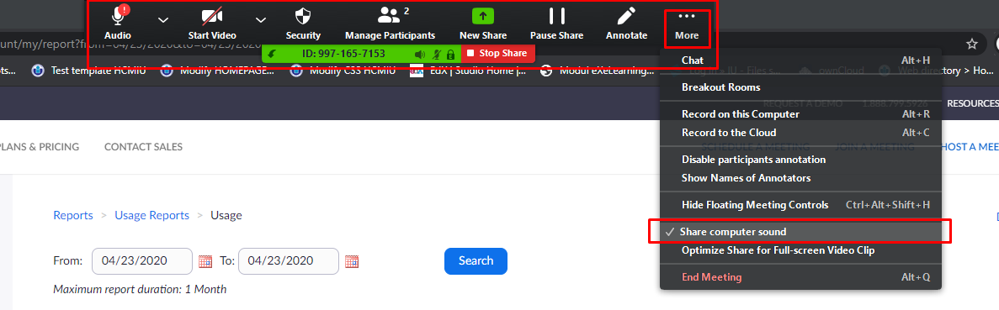 2
Audio Start Video Security Manage Participants New Share Pause Share Annotate More
unt/my/report?from=04/23/2020&to=04/23/2020
ID: 997-165-7153 Stop Share
ots... Test template HCMIU Modify HOMEPAGE... Modify CSS HCMIU EdX | Studio Home |... Modul eXeLearning... Log in - IU - Files s... ownCloud Web directory > Ho...
Chat Alt+H
Breakout Rooms
REQUEST A DEMO 1.888.799.5926 RESOURCES
Record on this Computer Alt+R
Record to the Cloud Alt+C
PLANS & PRICING CONTACT SALES SCHEDULE A MEETING JOIN A MEETING HOST A MEE
Disable participants annotation
Show Names of Annotators
Hide Floating Meeting Controls Ctrl+Alt+Shift+H
Reports > Usage Reports > Usage
Share computer sound
Optimize Share for Full-screen Video Clip
From: 04/23/2020 To: 04/23/2020 Search
End Meeting Alt+Q
Maximum report duration: 1 Month